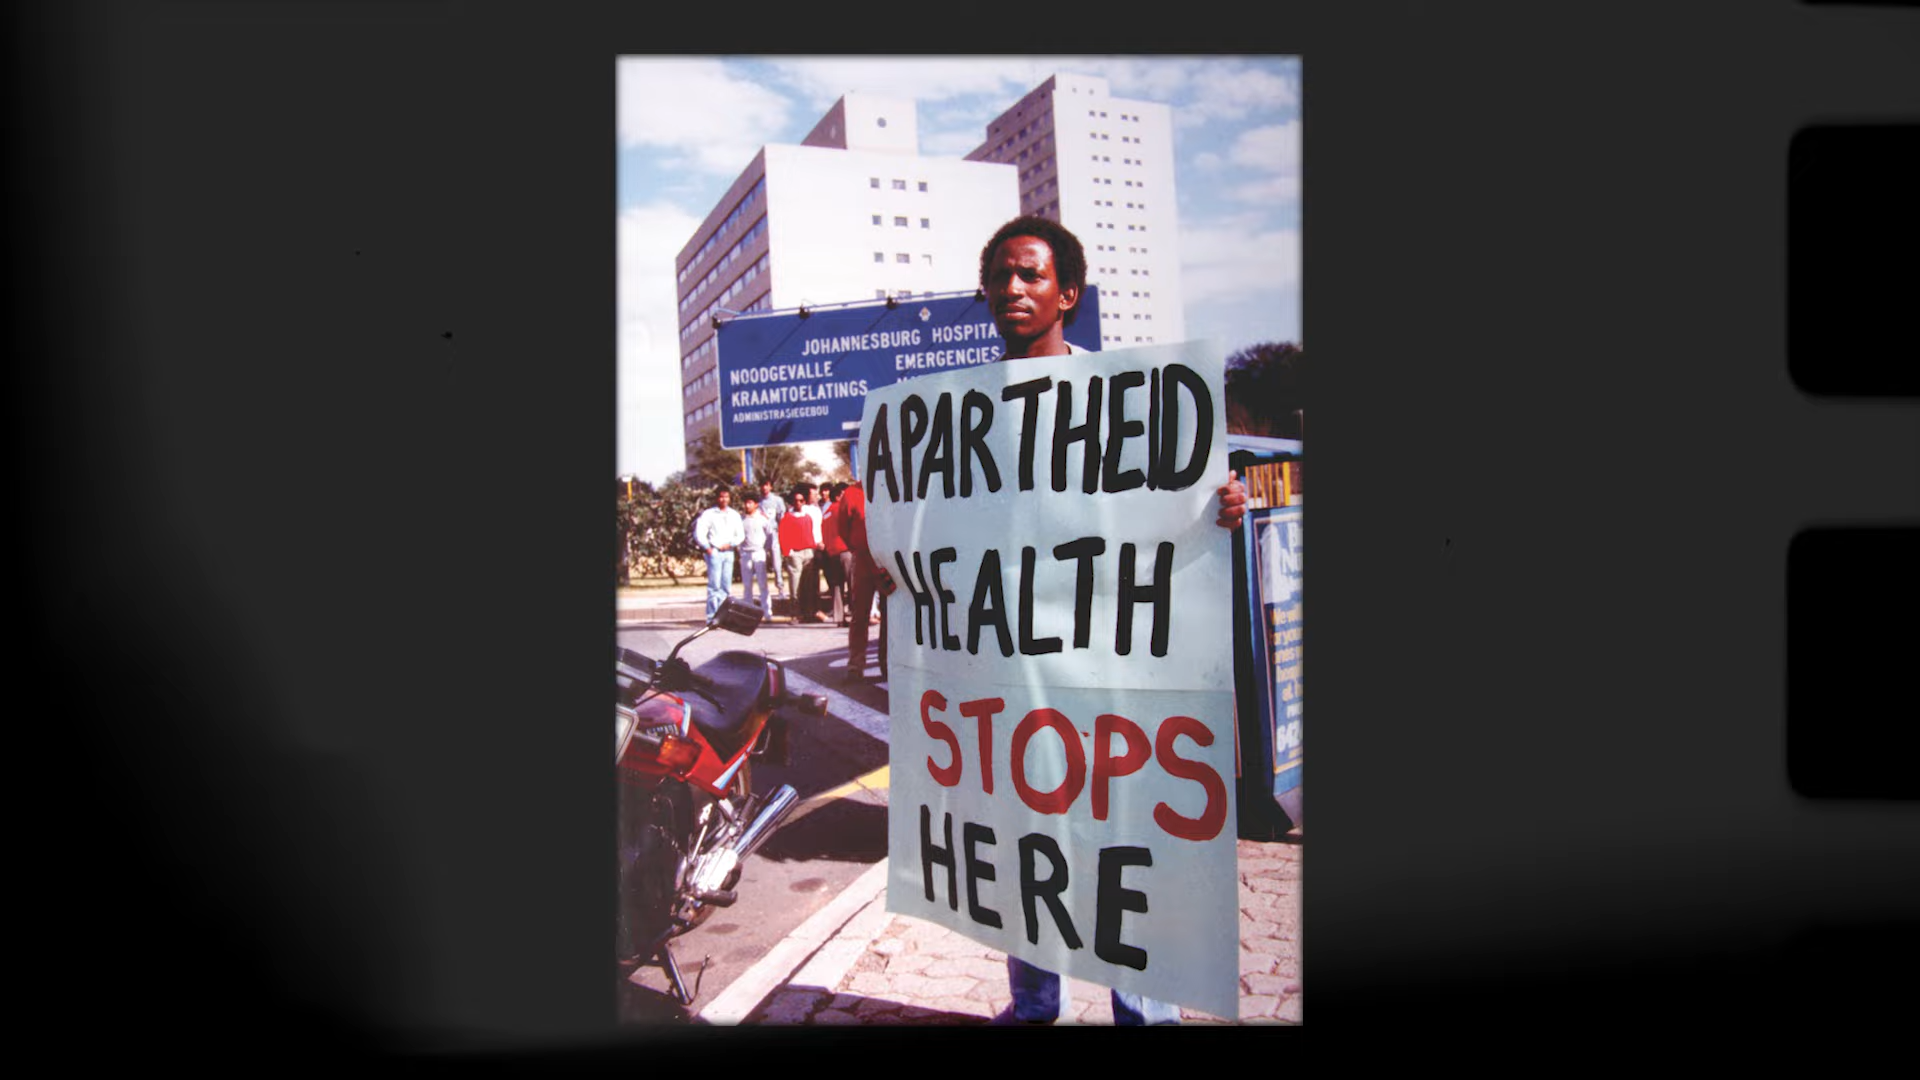 JOHANNESBURG HOSPITA
NOODGEVALLE
EMERGENCIES
KRAAMTOELATINGS
ADMINISTRASIEGEBOU
APARTHEID
HEALTH
STOPS
HERE